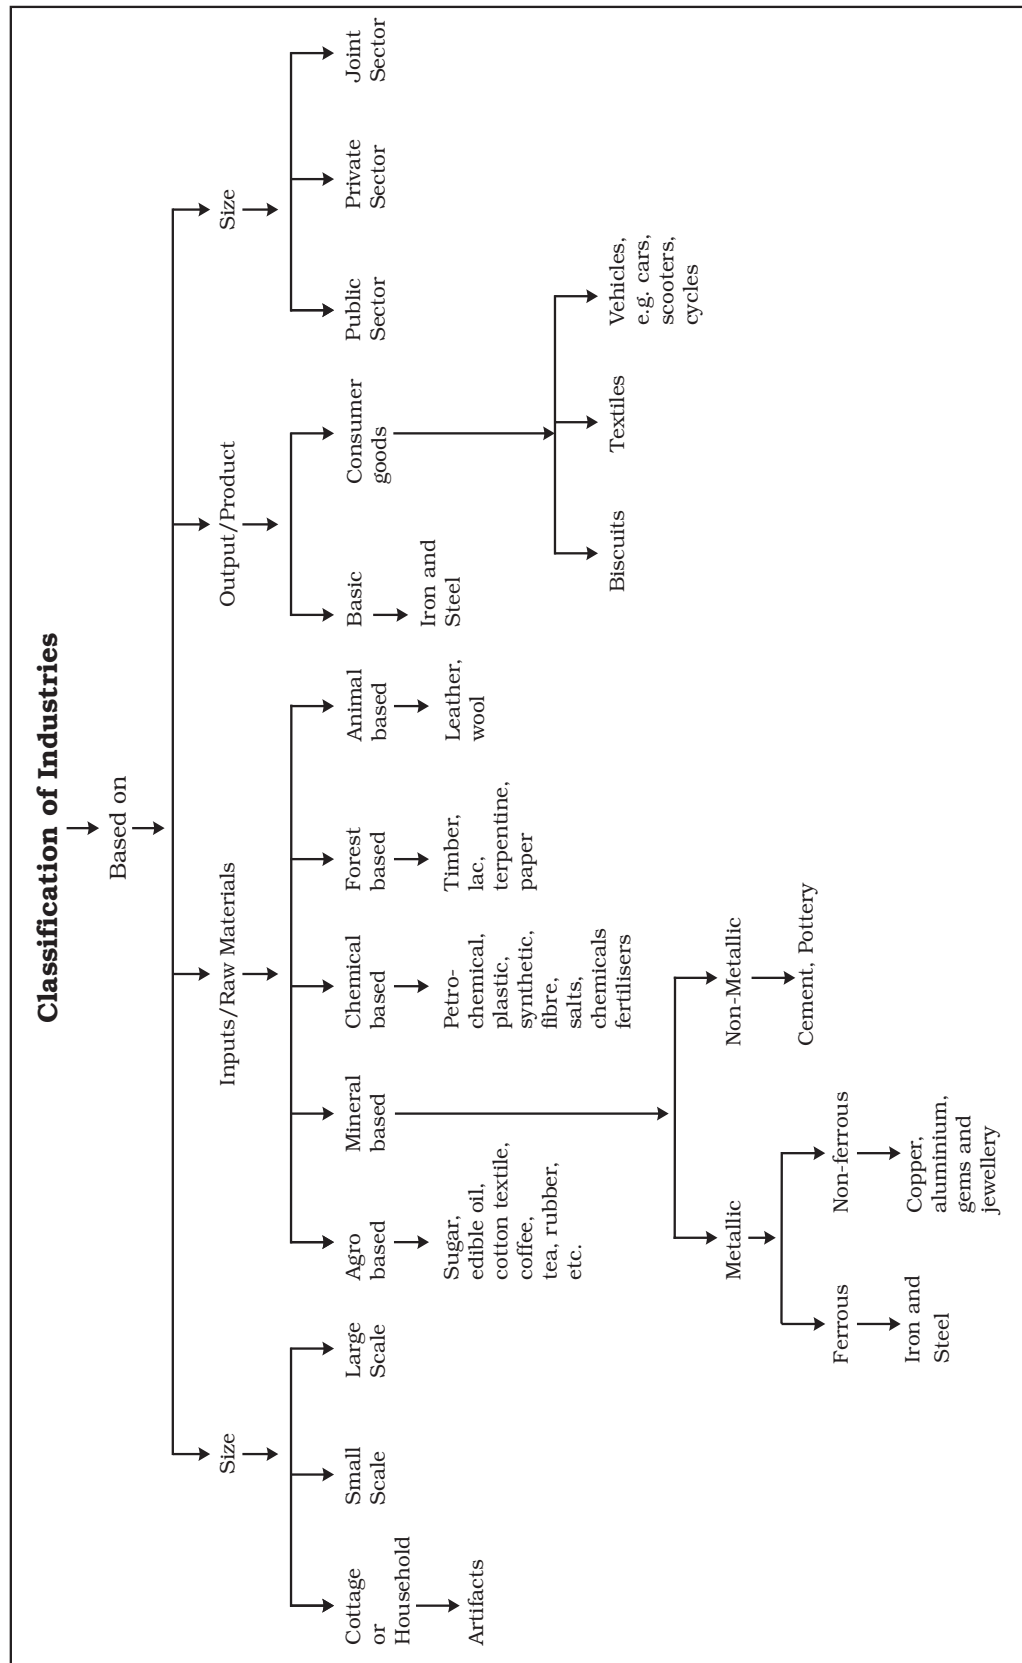 Classification of Industries
Based on
Size
Inputs/Raw Materials
Output/Product
Size
Cottage
or
Household
Artifacts
Small
Scale
Large
Scale
Agro
based
Sugar,
edible oil,
cotton textile,
coffee,
tea, rubber,
etc.
Mineral
based
Chemical
based
Petro-
chemical,
plastic,
synthetic,
fibre,
salts,
chemicals
fertilisers
Forest
based
Timber,
lac,
terpentine,
paper
Animal
based
Leather,
wool
Metallic
Non-Metallic
Cement, Pottery
Ferrous
Iron and
Steel
Non-ferrous
Copper,
aluminium,
gems and
jewellery
Basic
Iron and
Steel
Consumer
goods
Biscuits
Textiles
Vehicles,
e.g. cars,
scooters,
cycles
Public
Sector
Private
Sector
Joint
Sector